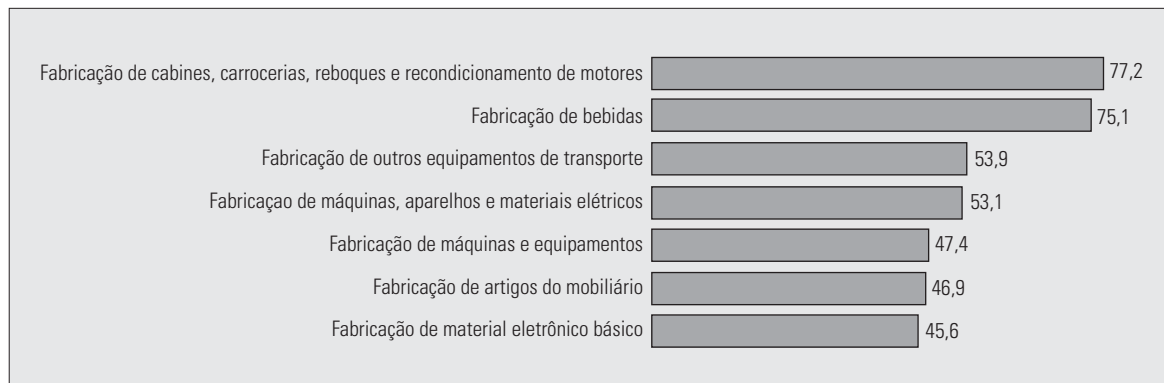 Fabricação de cabines, carrocerias, reboques e recondicionamento de motores 77,2
Fabricação de bebidas 75,1
Fabricação de outros equipamentos de transporte 53,9
Fabricaçao de máquinas, aparelhos e materiais elétricos 53,1
Fabricação de máquinas e equipamentos 47,4
Fabricação de artigos do mobiliário 46,9
Fabricação de material eletrônico básico 45,6